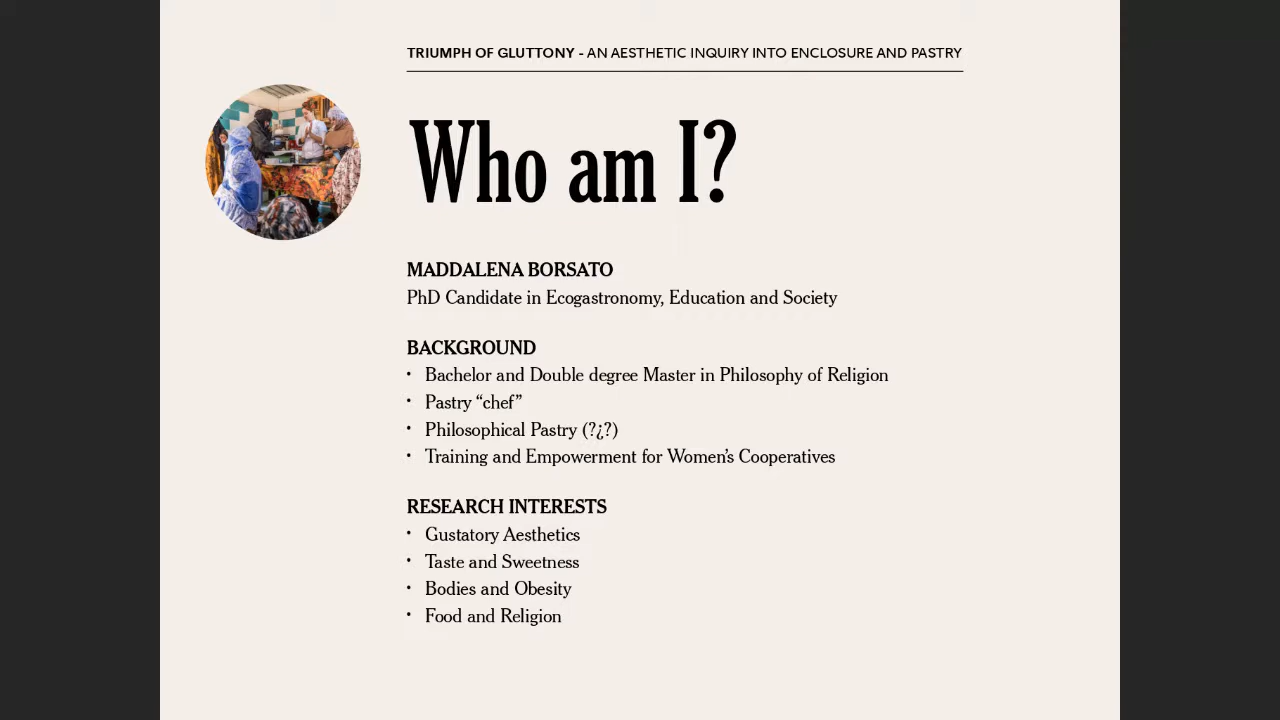 TRIUMPH OF GLUTTONY - AN AESTHETIC INQUIRY INTO ENCLOSURE AND PASTRY
Who am I?
MADDALENA BORSATO
PhD Candidate in Ecogastronomy, Education and Society
BACKGROUND
• Bachelor and Double degree Master in Philosophy of Religion
• Pastry “chef”
• Philosophical Pastry (?¿?)
• Training and Empowerment for Women’s Cooperatives
RESEARCH INTERESTS
• Gustatory Aesthetics
• Taste and Sweetness
• Bodies and Obesity
• Food and Religion